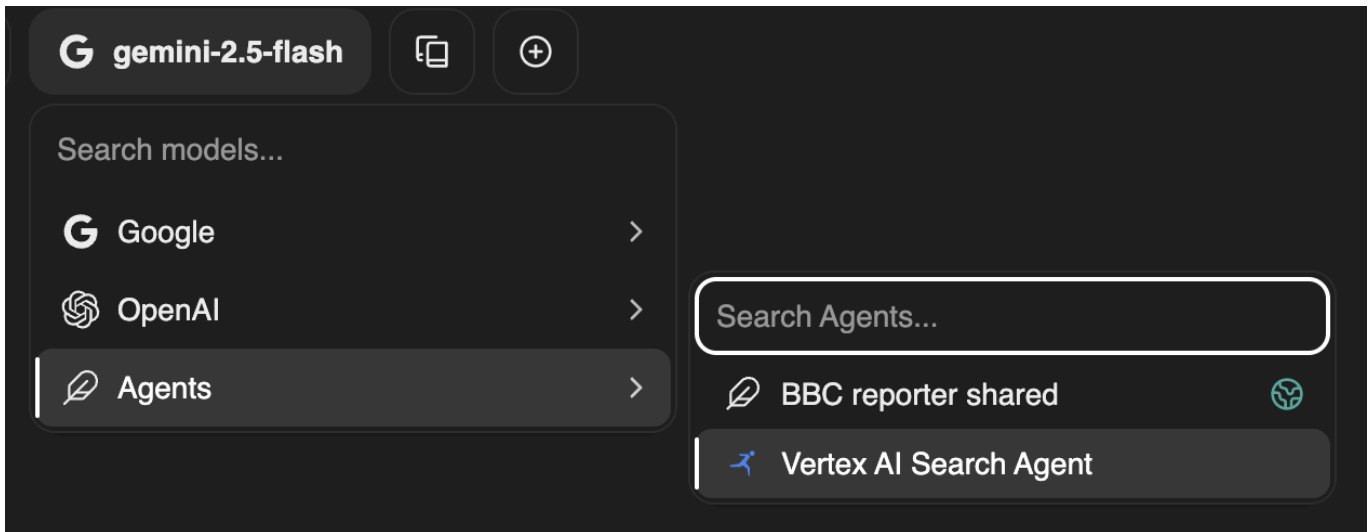 gemini-2.5-flash
Search models...
Google
OpenAI
Agents
Search Agents...
BBC reporter shared
Vertex AI Search Agent